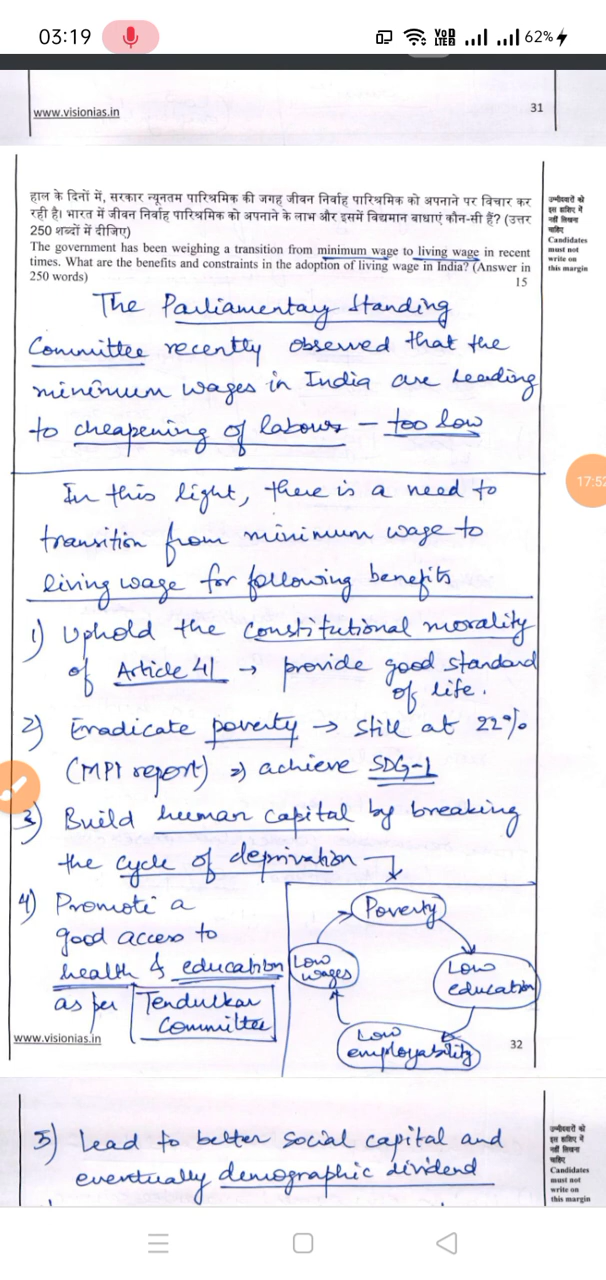 03:19
62%
www.visionias.in
31
हाल के दिनों में, सरकार न्यूनतम पारिश्रमिक की जगह जीवन निर्वाह पारिश्रमिक को अपनाने पर विचार कर
रही है। भारत में जीवन निर्वाह पारिश्रमिक को अपनाने के लाभ और इसमें विद्यमान बाधाएं कौन-सी हैं? (उत्तर
250 शब्दों में दीजिए)
The government has been weighing a transition from minimum wage to living wage in recent
times. What are the benefits and constraints in the adoption of living wage in India? (Answer in
250 words)
15
उम्मीदवारों को
इस हाशिए में
नहीं लिखना
चाहिए
Candidates
must not
write on
this margin
The Parliamentary Standing
Committee recently observed that the
minimum wages in India are leading
to cheapening of labour – too low
17:52
In this light, there is a need to
transition from minimum wage to
living wage for following benefits
1) Uphold the Constitutional morality
of Article 41 → provide good standard
of life.
2) Eradicate poverty → still at 22%
(MPI report) ⇒ achieve SDG-1
3) Build human capital by breaking
the cycle of deprivation
4) Promote a
good access to
health & education
as per Tendulkar
Committee
Poverty
Low
education
Low
employability
Low
wages
www.visionias.in
32
5) Lead to better social capital and
eventually demographic dividend
उम्मीदवारों को
इस हाशिए में
नहीं लिखना
चाहिए
Candidates
must not
write on
this margin